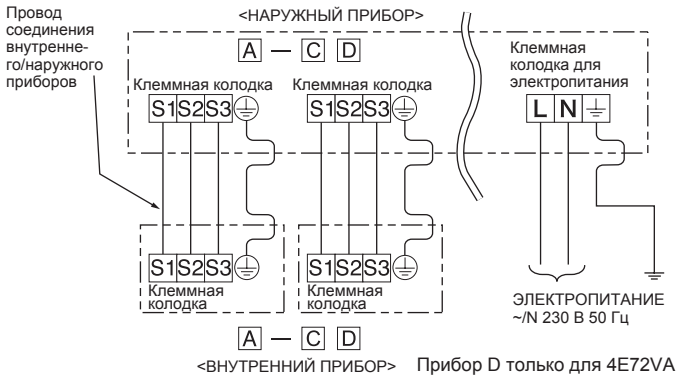 Провод
соединения
внутренне-
го/наружного
приборов
<НАРУЖНЫЙ ПРИБОР>
A — C D
Клеммная колодка
S1 S2 S3
Клеммная колодка
S1 S2 S3
Клеммная
колодка для
электропитания
L N
S1 S2 S3
Клеммная
колодка
S1 S2 S3
Клеммная
колодка
ЭЛЕКТРОПИТАНИЕ
~/N 230 В 50 Гц
A — C D
<ВНУТРЕННИЙ ПРИБОР>
Прибор D только для 4E72VA